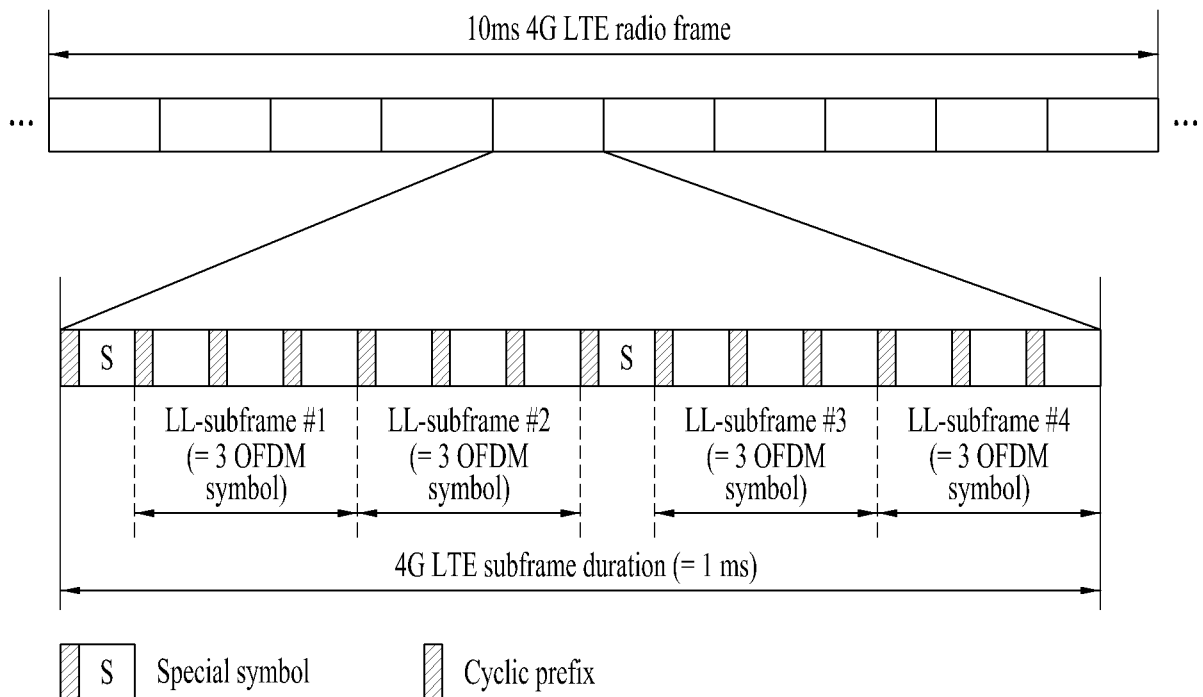 10ms 4G LTE radio frame
... ...
S S
LL-subframe #1 LL-subframe #2 LL-subframe #3 LL-subframe #4
(= 3 OFDM (= 3 OFDM (= 3 OFDM (= 3 OFDM
symbol) symbol) symbol) symbol)
4G LTE subframe duration (= 1 ms)
S Special symbol Cyclic prefix